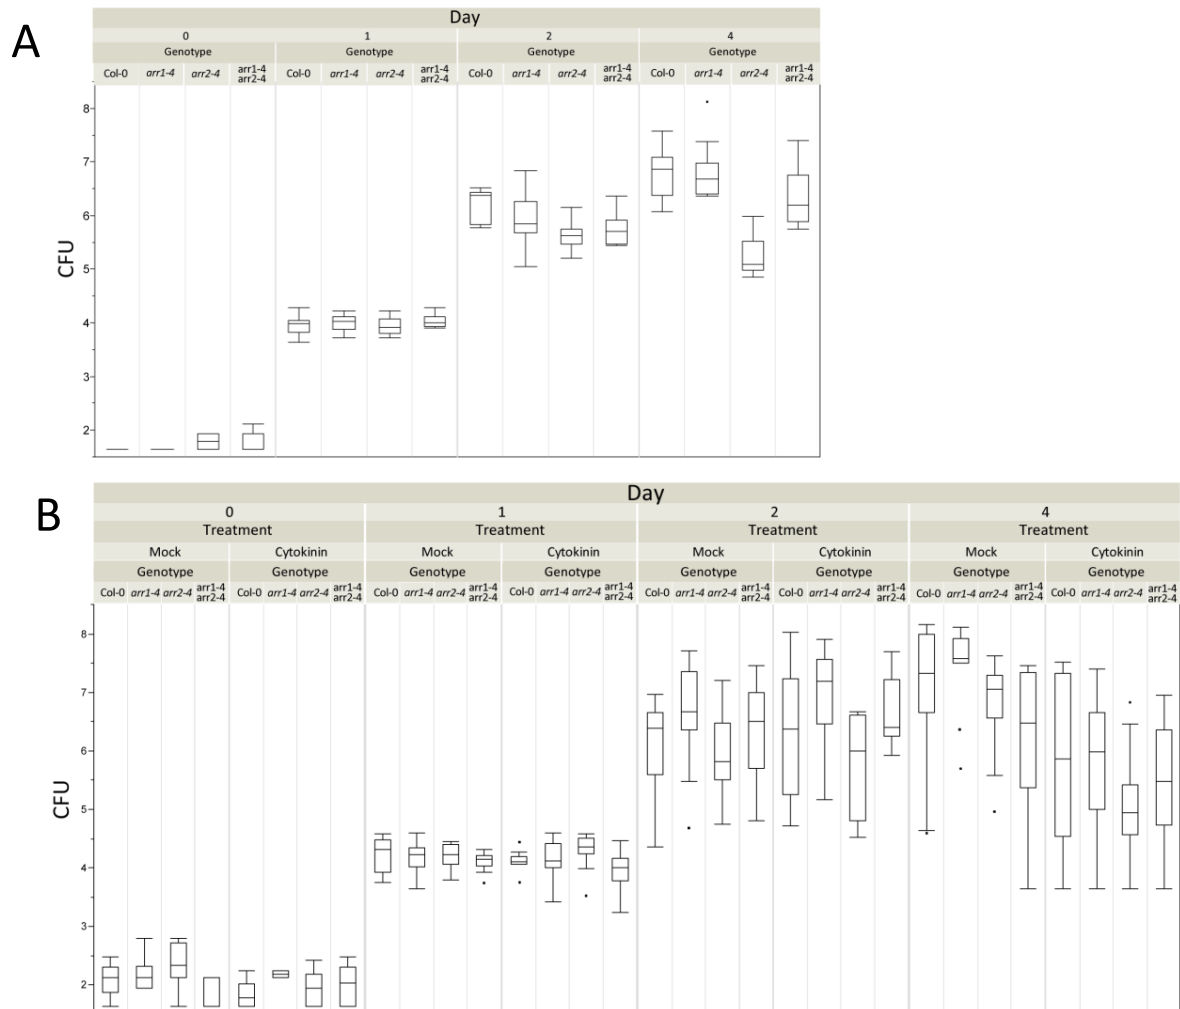 A
Day
0 1 2 4
Genotype Genotype Genotype Genotype
Col-0 arr1-4 arr2-4 arr1-4 arr2-4 Col-0 arr1-4 arr2-4 arr1-4 arr2-4 Col-0 arr1-4 arr2-4 arr1-4 arr2-4 Col-0 arr1-4 arr2-4 arr1-4 arr2-4
8
7
6
5
4
3
2
CFU
B
Day
0 1 2 4
Treatment Treatment Treatment Treatment
Mock Cytokinin Mock Cytokinin Mock Cytokinin Mock Cytokinin
Genotype Genotype Genotype Genotype Genotype Genotype Genotype Genotype
Col-0 arr1-4 arr2-4 arr1-4 arr2-4 Col-0 arr1-4 arr2-4 arr1-4 arr2-4 Col-0 arr1-4 arr2-4 arr1-4 arr2-4 Col-0 arr1-4 arr2-4 arr1-4 arr2-4 Col-0 arr1-4 arr2-4 arr1-4 arr2-4 Col-0 arr1-4 arr2-4 arr1-4 arr2-4 Col-0 arr1-4 arr2-4 arr1-4 arr2-4 Col-0 arr1-4 arr2-4 arr1-4 arr2-4
8
7
6
5
4
3
2
CFU